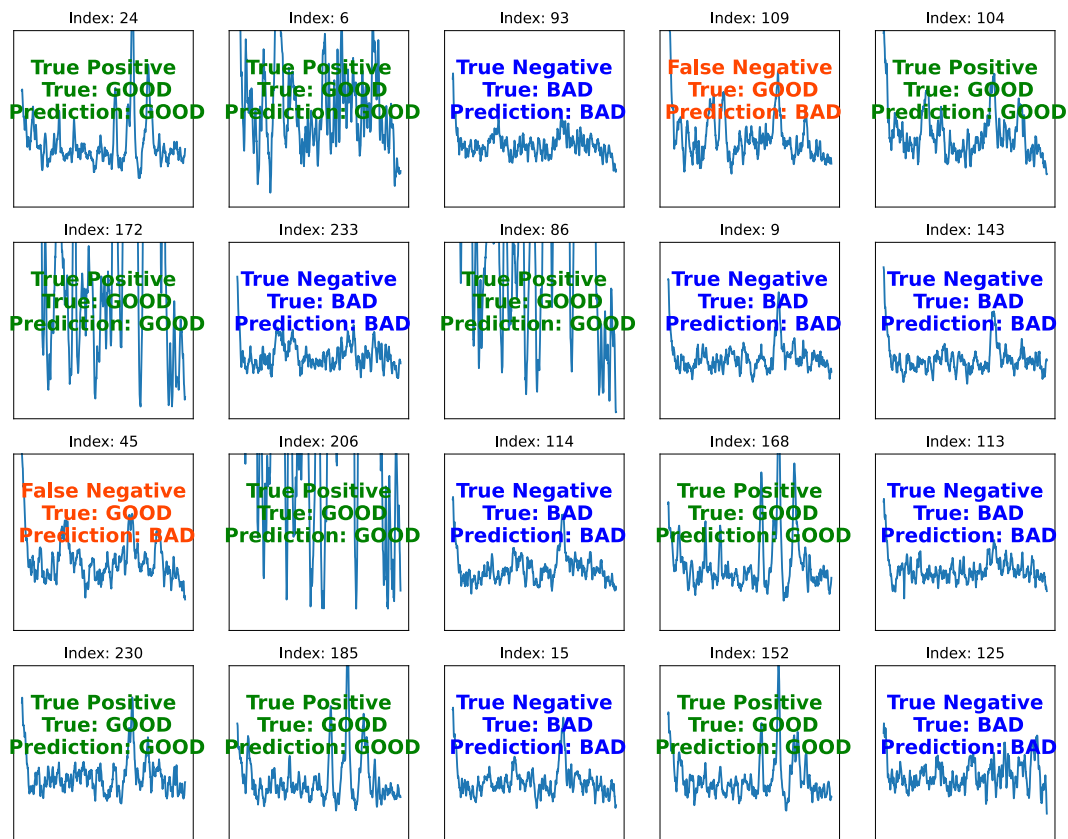 Index: 24
True Positive
True: GOOD
Prediction: GOOD
Index: 6
True Positive
True: GOOD
Prediction: GOOD
Index: 93
True Negative
True: BAD
Prediction: BAD
Index: 109
False Negative
True: GOOD
Prediction: BAD
Index: 104
True Positive
True: GOOD
Prediction: GOOD
Index: 172
True Positive
True: GOOD
Prediction: GOOD
Index: 233
True Negative
True: BAD
Prediction: BAD
Index: 86
True Positive
True: GOOD
Prediction: GOOD
Index: 9
True Negative
True: BAD
Prediction: BAD
Index: 143
True Negative
True: BAD
Prediction: BAD
Index: 45
False Negative
True: GOOD
Prediction: BAD
Index: 206
True Positive
True: GOOD
Prediction: GOOD
Index: 114
True Negative
True: BAD
Prediction: BAD
Index: 168
True Positive
True: GOOD
Prediction: GOOD
Index: 113
True Negative
True: BAD
Prediction: BAD
Index: 230
True Positive
True: GOOD
Prediction: GOOD
Index: 185
True Positive
True: GOOD
Prediction: GOOD
Index: 15
True Negative
True: BAD
Prediction: BAD
Index: 152
True Positive
True: GOOD
Prediction: GOOD
Index: 125
True Negative
True: BAD
Prediction: BAD